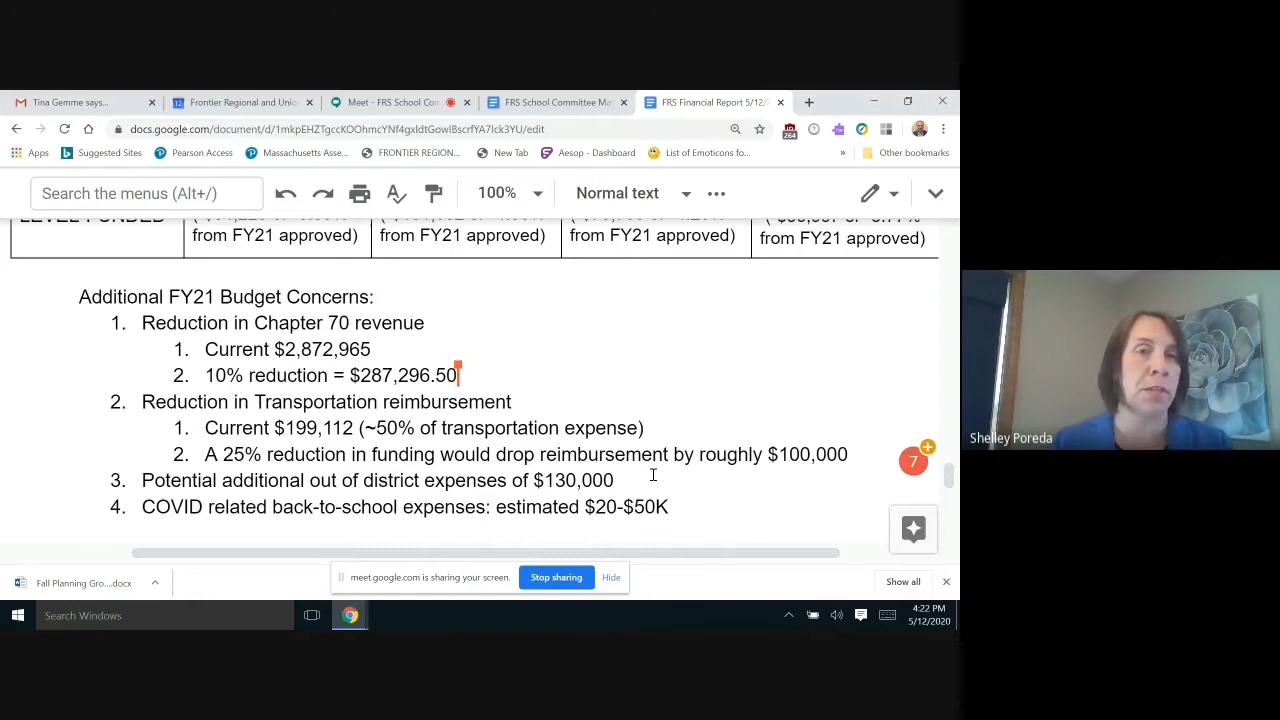 Tina Gemme says...
Frontier Regional and Unio
Meet - FRS School Con
FRS School Committee Ma
FRS Financial Report 5/12/
docs.google.com/document/d/1mkpEHZTgccKOOhmcYNf4gxldtGowIBscrfYA7Ick3YU/edit
264
Apps
Suggested Sites
Pearson Access
Massachusetts Asse...
FRONTIER REGION...
New Tab
Aesop - Dashboard
List of Emoticons fo...
»
Other bookmarks
Search the menus (Alt+/)
100%
Normal text
LEVEL FUNDED
from FY21 approved)
from FY21 approved)
from FY21 approved)
from FY21 approved)
Additional FY21 Budget Concerns:
1. Reduction in Chapter 70 revenue
1. Current $2,872,965
2. 10% reduction = $287,296.50
2. Reduction in Transportation reimbursement
1. Current $199,112 (~50% of transportation expense)
2. A 25% reduction in funding would drop reimbursement by roughly $100,000
3. Potential additional out of district expenses of $130,000
4. COVID related back-to-school expenses: estimated $20-$50K
7
Shelley Poreda
meet.google.com is sharing your screen.
Stop sharing
Hide
Fall Planning Gro....docx
Show all
Search Windows
4:22 PM
5/12/2020